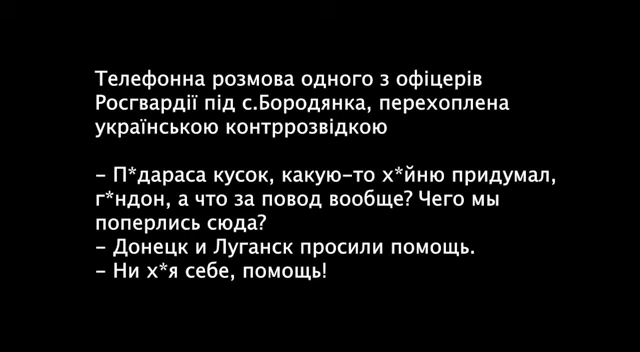 Телефонна розмова одного з офіцерів
Росгвардії під с.Бородянка, перехоплена
українською контррозвідкою
– П*дараса кусок, какую-то х*йню придумал,
г*ндон, а что за повод вообще? Чего мы
поперлись сюда?
– Донецк и Луганск просили помощь.
– Ни х*я себе, помощь!